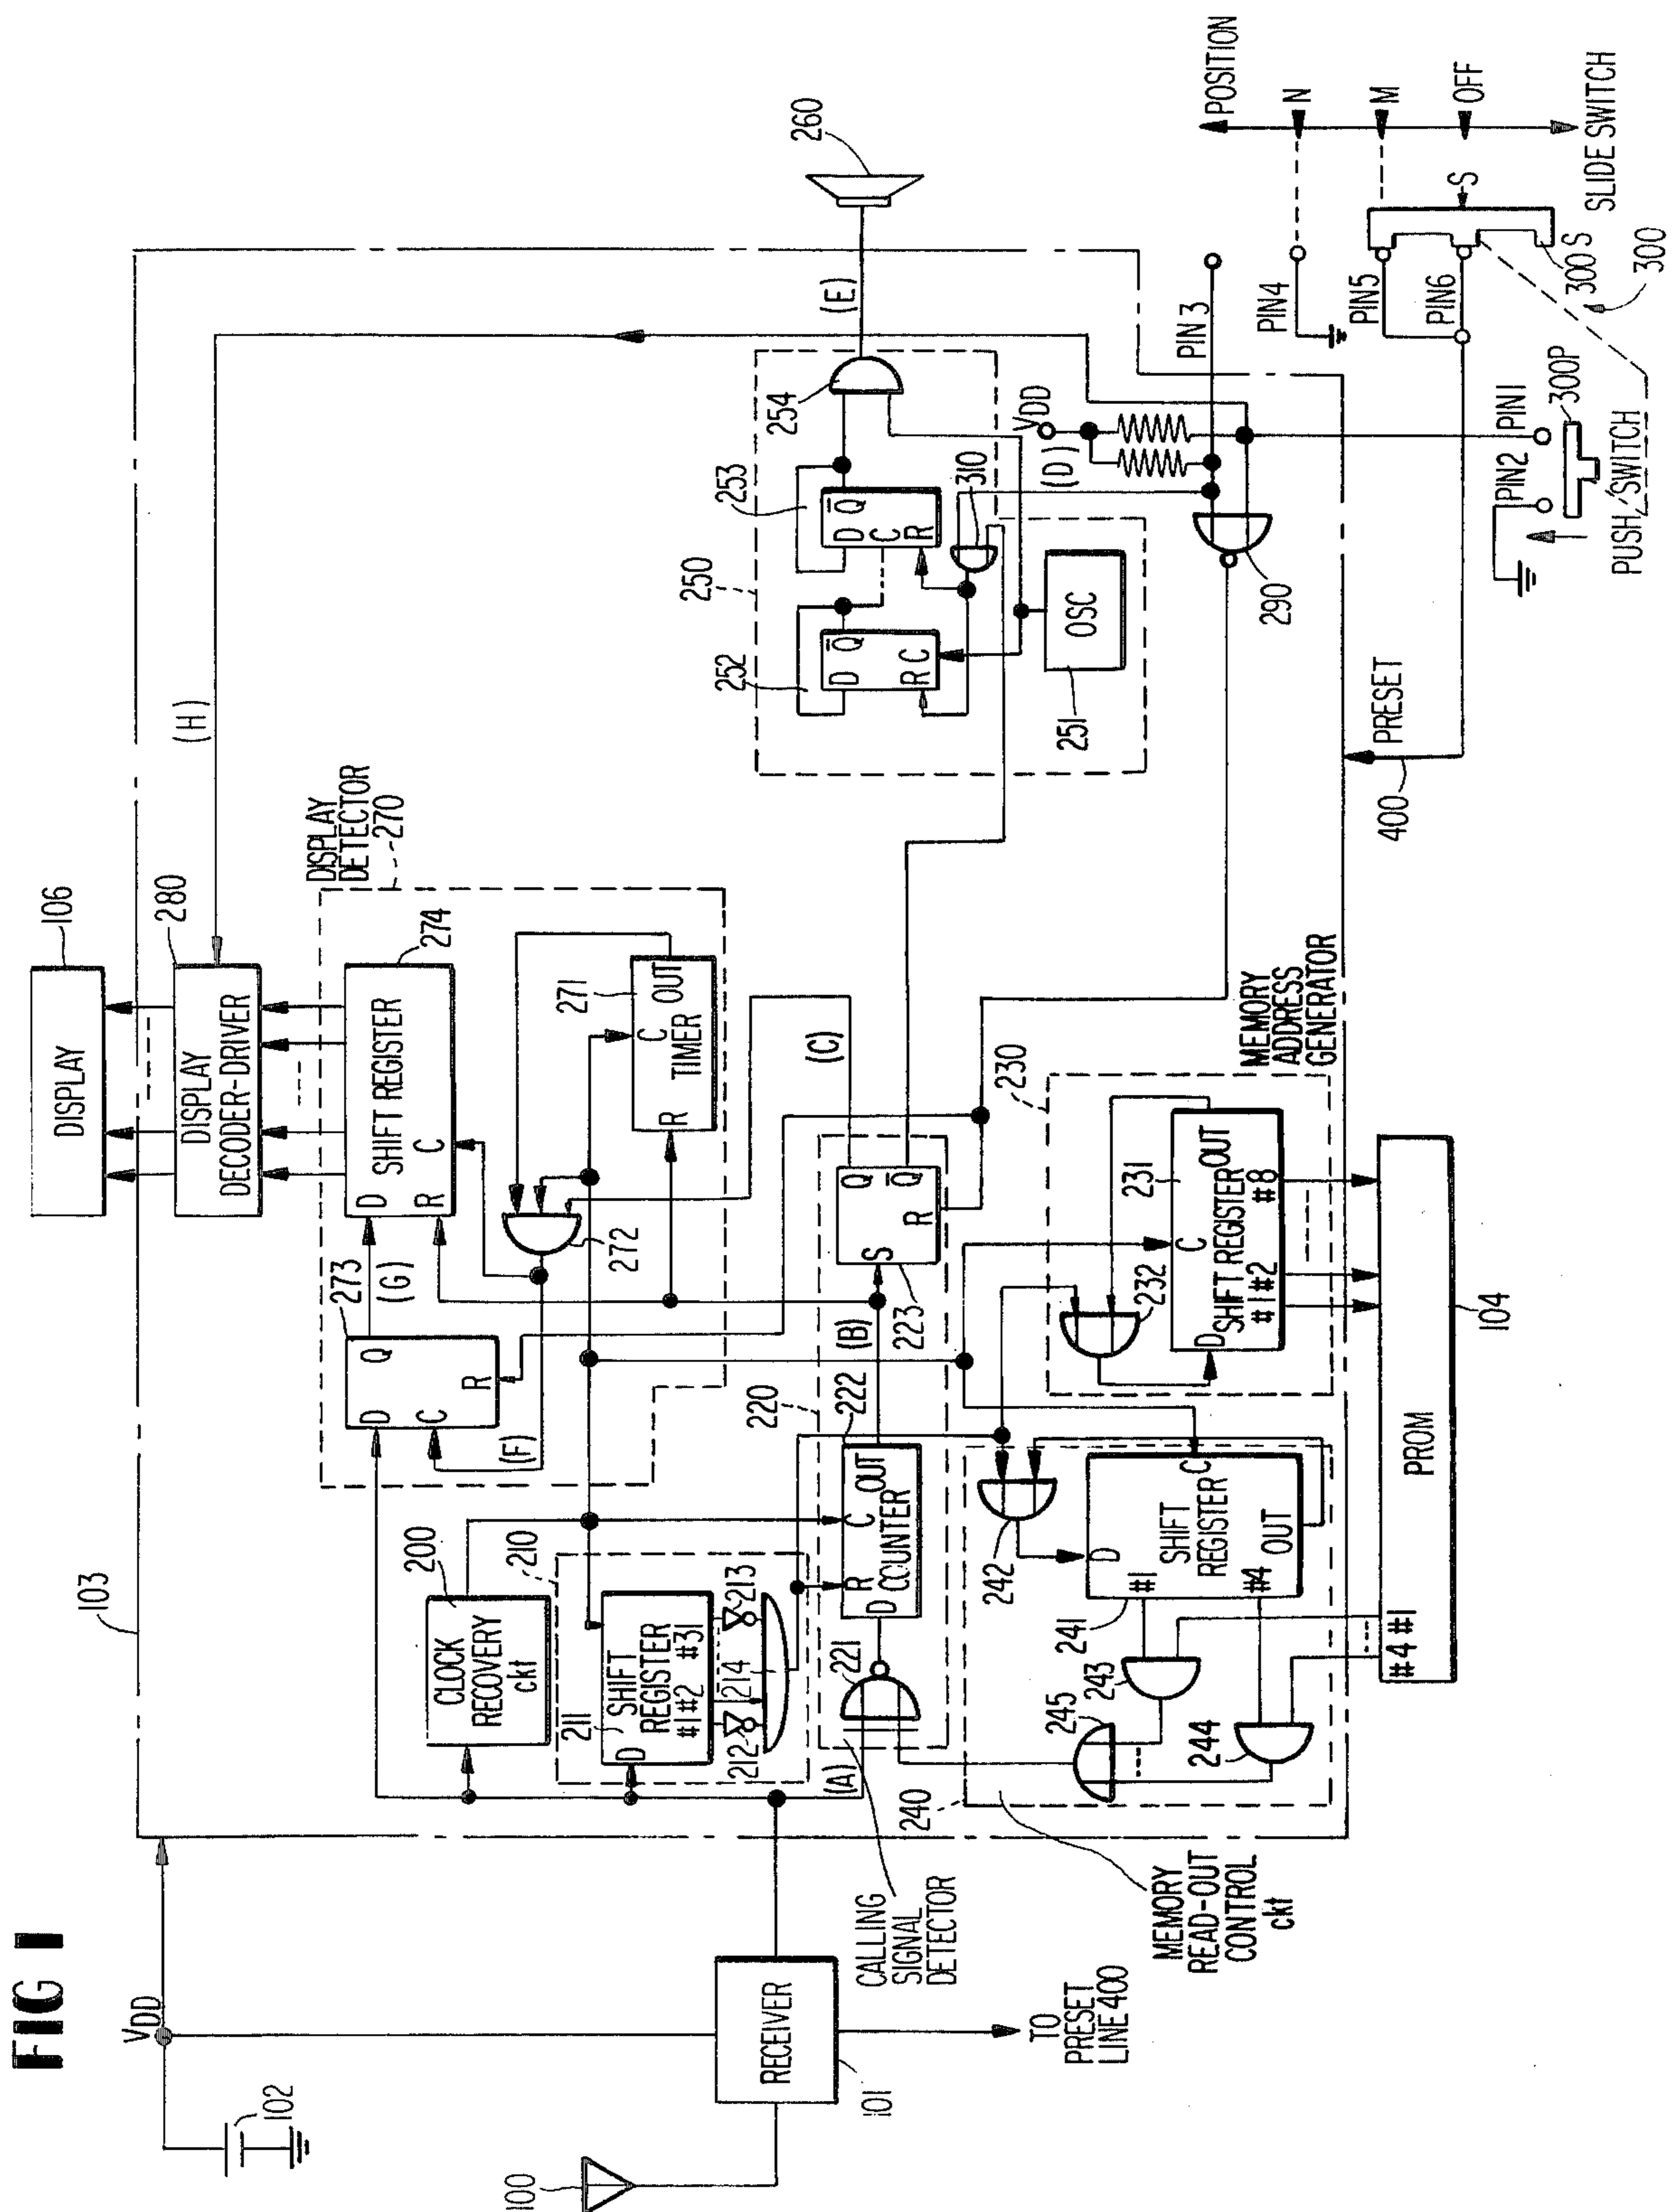 FIG 1
100
102
VDD
RECEIVER
101
TO
PRESET
LINE 400
103
CLOCK
RECOVERY
ckt
200
210
211
D
SHIFT
REGISTER
#1 #2 #31
212
213
214
(A)
CALLING
SIGNAL
DETECTOR
220
221
R C
D OUT
COUNTER
222
(B)
S Q
Q̅
R
223
(C)
MEMORY
READ-OUT
CONTROL
ckt
240
241
D
SHIFT
REGISTER
C
#1
#4 OUT
242
243
244
245
MEMORY
ADDRESS
GENERATOR
230
231
232
D C
SHIFT REGISTER OUT
#1 #2 #8
PROM
#4 #1
104
DISPLAY
DETECTOR
270
273
D Q
C
R
(F)
(G)
272
C
R OUT
TIMER
271
D
SHIFT REGISTER
R C
274
DISPLAY
DECODER-DRIVER
280
DISPLAY
106
(H)
250
251
OSC
252
D Q̅
R C
253
D Q̅
C
R
254
310
(E)
260
(D)
VDD
290
PRESET
400
PIN 3
PIN4
PIN5
PIN6
PIN1
PIN2
300P
PUSH SWITCH
300S
300
S
POSITION
N
M
OFF
SLIDE SWITCH